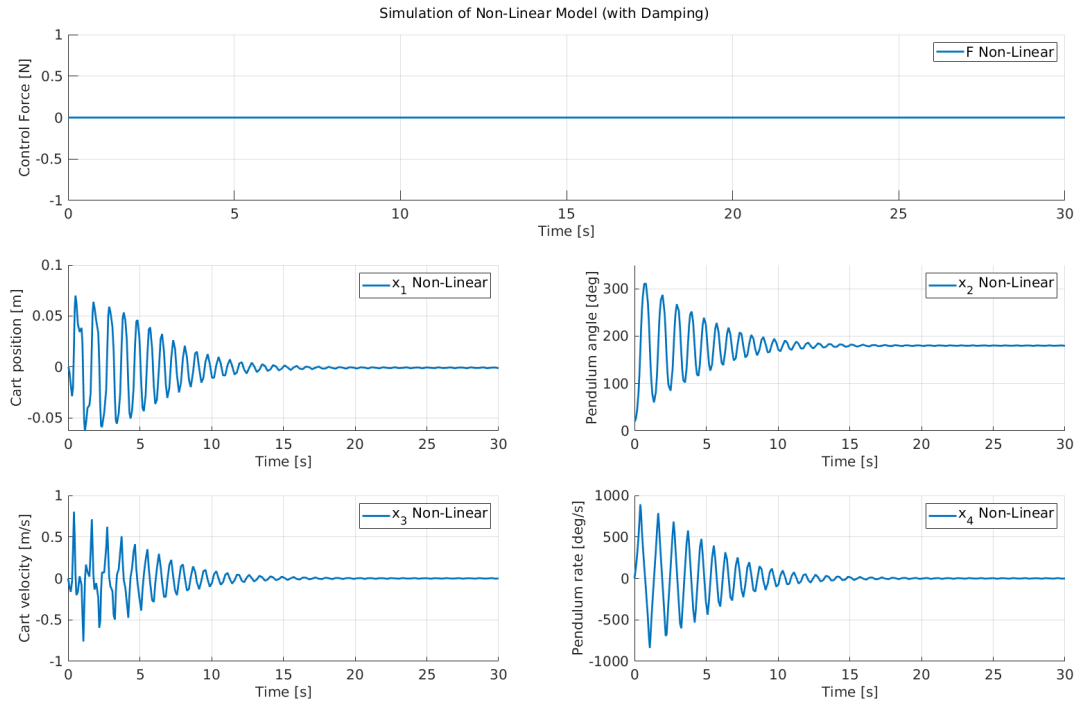 Simulation of Non-Linear Model (with Damping)
Control Force [N]
1
0.5
0
-0.5
-1
F Non-Linear
0 5 10 15 20 25 30
Time [s]
Cart position [m]
0.1
0.05
0
-0.05
x1 Non-Linear
0 5 10 15 20 25 30
Time [s]
Pendulum angle [deg]
300
200
100
0
x2 Non-Linear
0 5 10 15 20 25 30
Time [s]
Cart velocity [m/s]
1
0.5
0
-0.5
-1
x3 Non-Linear
0 5 10 15 20 25 30
Time [s]
Pendulum rate [deg/s]
1000
500
0
-500
-1000
x4 Non-Linear
0 5 10 15 20 25 30
Time [s]